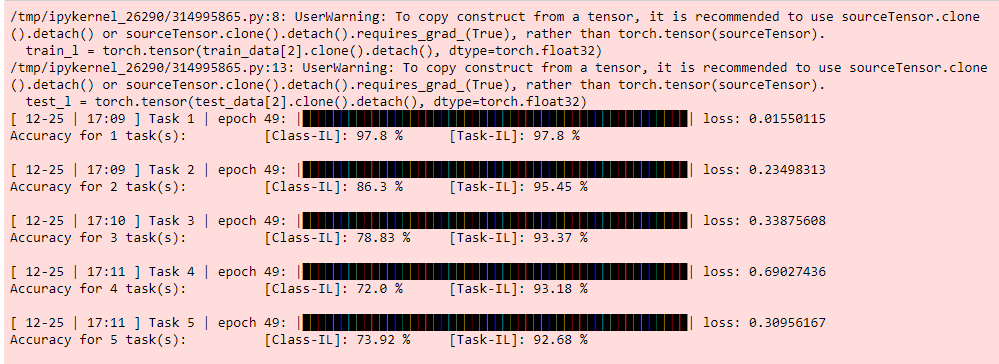 /tmp/ipykernel_26290/314995865.py:8: UserWarning: To copy construct from a tensor, it is recommended to use sourceTensor.clone
().detach() or sourceTensor.clone().detach().requires_grad_(True), rather than torch.tensor(sourceTensor).
  train_l = torch.tensor(train_data[2].clone().detach(), dtype=torch.float32)
/tmp/ipykernel_26290/314995865.py:13: UserWarning: To copy construct from a tensor, it is recommended to use sourceTensor.clone
().detach() or sourceTensor.clone().detach().requires_grad_(True), rather than torch.tensor(sourceTensor).
  test_l = torch.tensor(test_data[2].clone().detach(), dtype=torch.float32)
[ 12-25 | 17:09 ] Task 1 | epoch 49: | | loss: 0.01550115
Accuracy for 1 task(s): [Class-IL]: 97.8 % [Task-IL]: 97.8 %
[ 12-25 | 17:09 ] Task 2 | epoch 49: | | loss: 0.23498313
Accuracy for 2 task(s): [Class-IL]: 86.3 % [Task-IL]: 95.45 %
[ 12-25 | 17:10 ] Task 3 | epoch 49: | | loss: 0.33875608
Accuracy for 3 task(s): [Class-IL]: 78.83 % [Task-IL]: 93.37 %
[ 12-25 | 17:11 ] Task 4 | epoch 49: | | loss: 0.69027436
Accuracy for 4 task(s): [Class-IL]: 72.0 % [Task-IL]: 93.18 %
[ 12-25 | 17:11 ] Task 5 | epoch 49: | | loss: 0.30956167
Accuracy for 5 task(s): [Class-IL]: 73.92 % [Task-IL]: 92.68 %